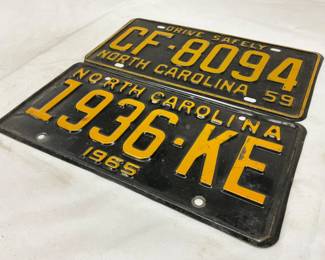 DRIVE SAFELY
CF-8094
NORTH CAROLINA 59
NORTH CAROLINA
1936·KE
1965